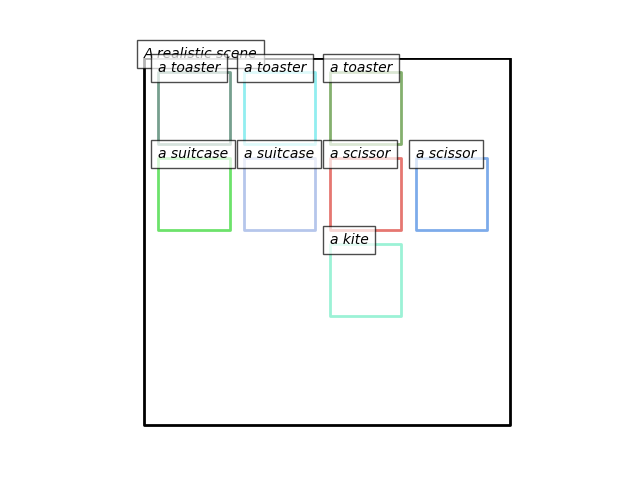 A realistic scene
a toaster
a toaster
a toaster
a suitcase
a suitcase
a scissor
a scissor
a kite